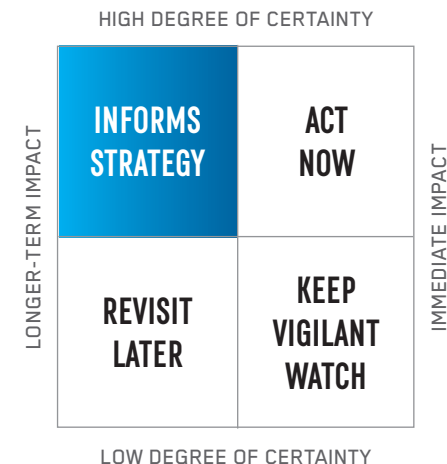 HIGH DEGREE OF CERTAINTY
LONGER-TERM IMPACT
INFORMS
STRATEGY
ACT
NOW
IMMEDIATE IMPACT
REVISIT
LATER
KEEP
VIGILANT
WATCH
LOW DEGREE OF CERTAINTY